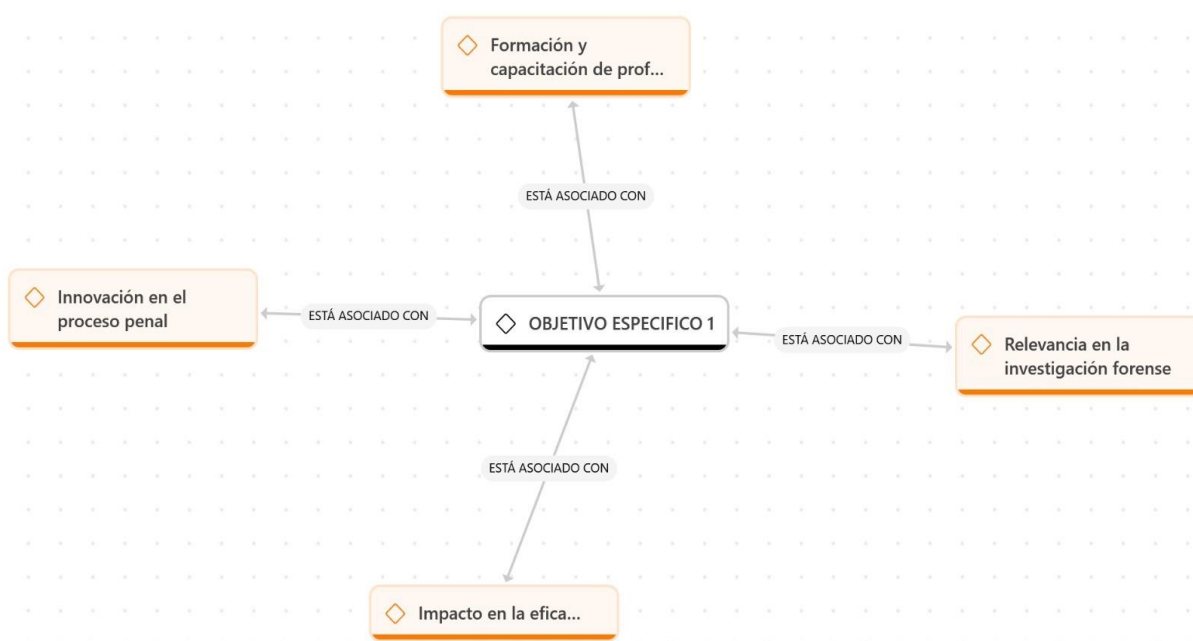 Formación y
capacitación de prof...
ESTÁ ASOCIADO CON
Innovación en el
proceso penal
ESTÁ ASOCIADO CON
OBJETIVO ESPECIFICO 1
ESTÁ ASOCIADO CON
Relevancia en la
investigación forense
ESTÁ ASOCIADO CON
Impacto en la efica...